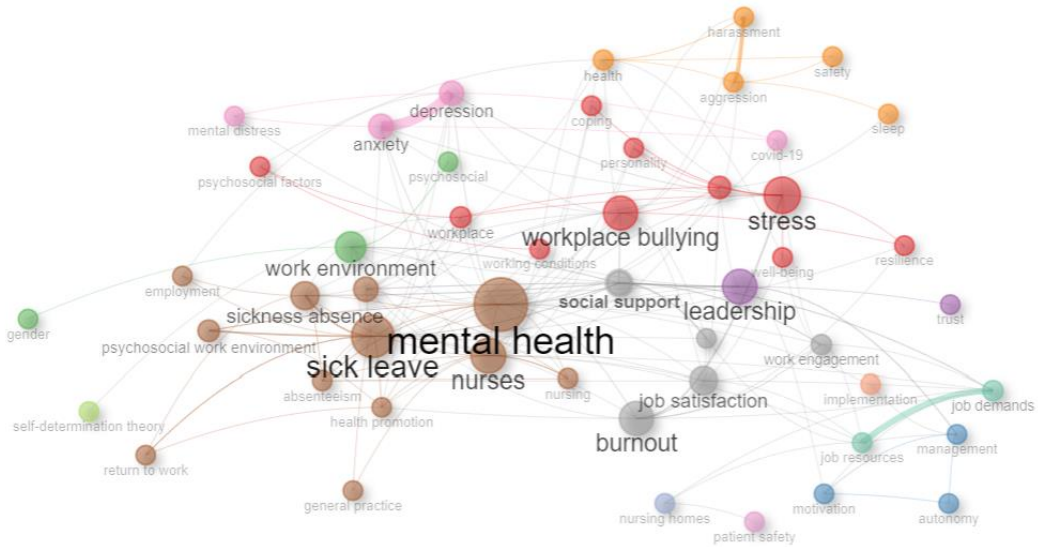 harassment
health
safety
aggression
depression
coping
sleep
mental distress
anxiety
personality
covid-19
psychosocial
psychosocial factors
stress
workplace
workplace bullying
working conditions
well-being
resilience
work environment
employment
social support
leadership
sickness absence
trust
gender
psychosocial work environment
mental health
work engagement
sick leave
nurses
absenteeism
nursing
implementation
job satisfaction
job demands
health promotion
self-determination theory
burnout
management
job resources
return to work
general practice
nursing homes
motivation
autonomy
patient safety